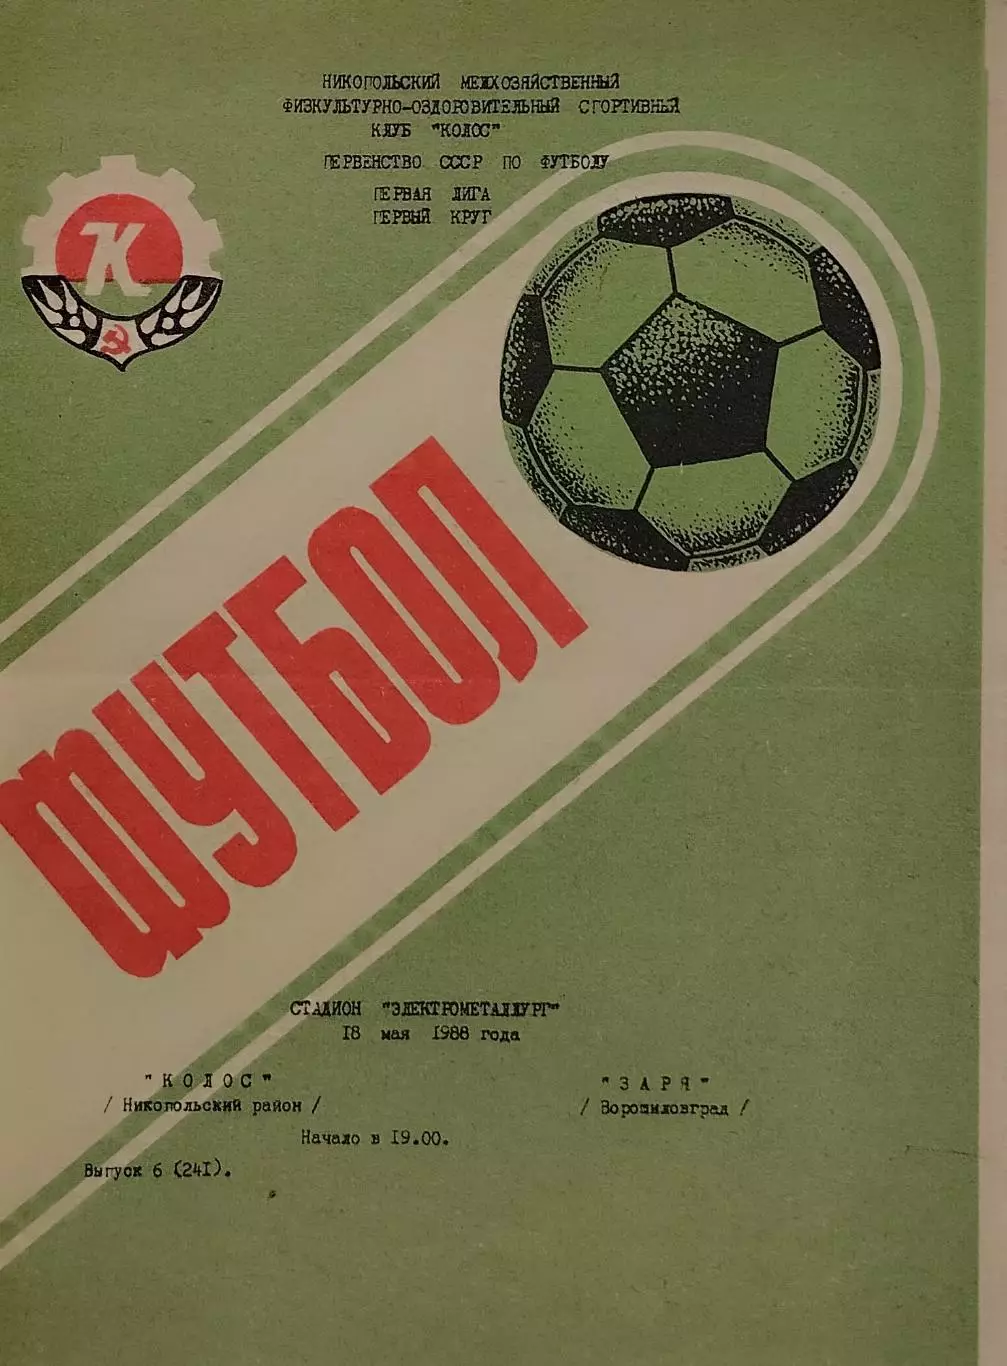 НИКОПОЛЬСКИЙ МЕЖХОЗЯЙСТВЕННЫЙ
ФИЗКУЛЬТУРНО-ОЗДОРОВИТЕЛЬНЫЙ СПОРТИВНЫЙ
КЛУБ "КОЛОС"
ПЕРВЕНСТВО СССР ПО ФУТБОЛУ
ПЕРВАЯ ЛИГА
ПЕРВЫЙ КРУГ
К
ФУТБОЛ
СТАДИОН "ЭЛЕКТРОМЕТАЛЛУРГ"
18 мая 1988 года
"КОЛОС" "ЗАРЯ"
/ Никопольский район / / Ворошиловград /
Начало в 19.00.
Выпуск 6 (241).